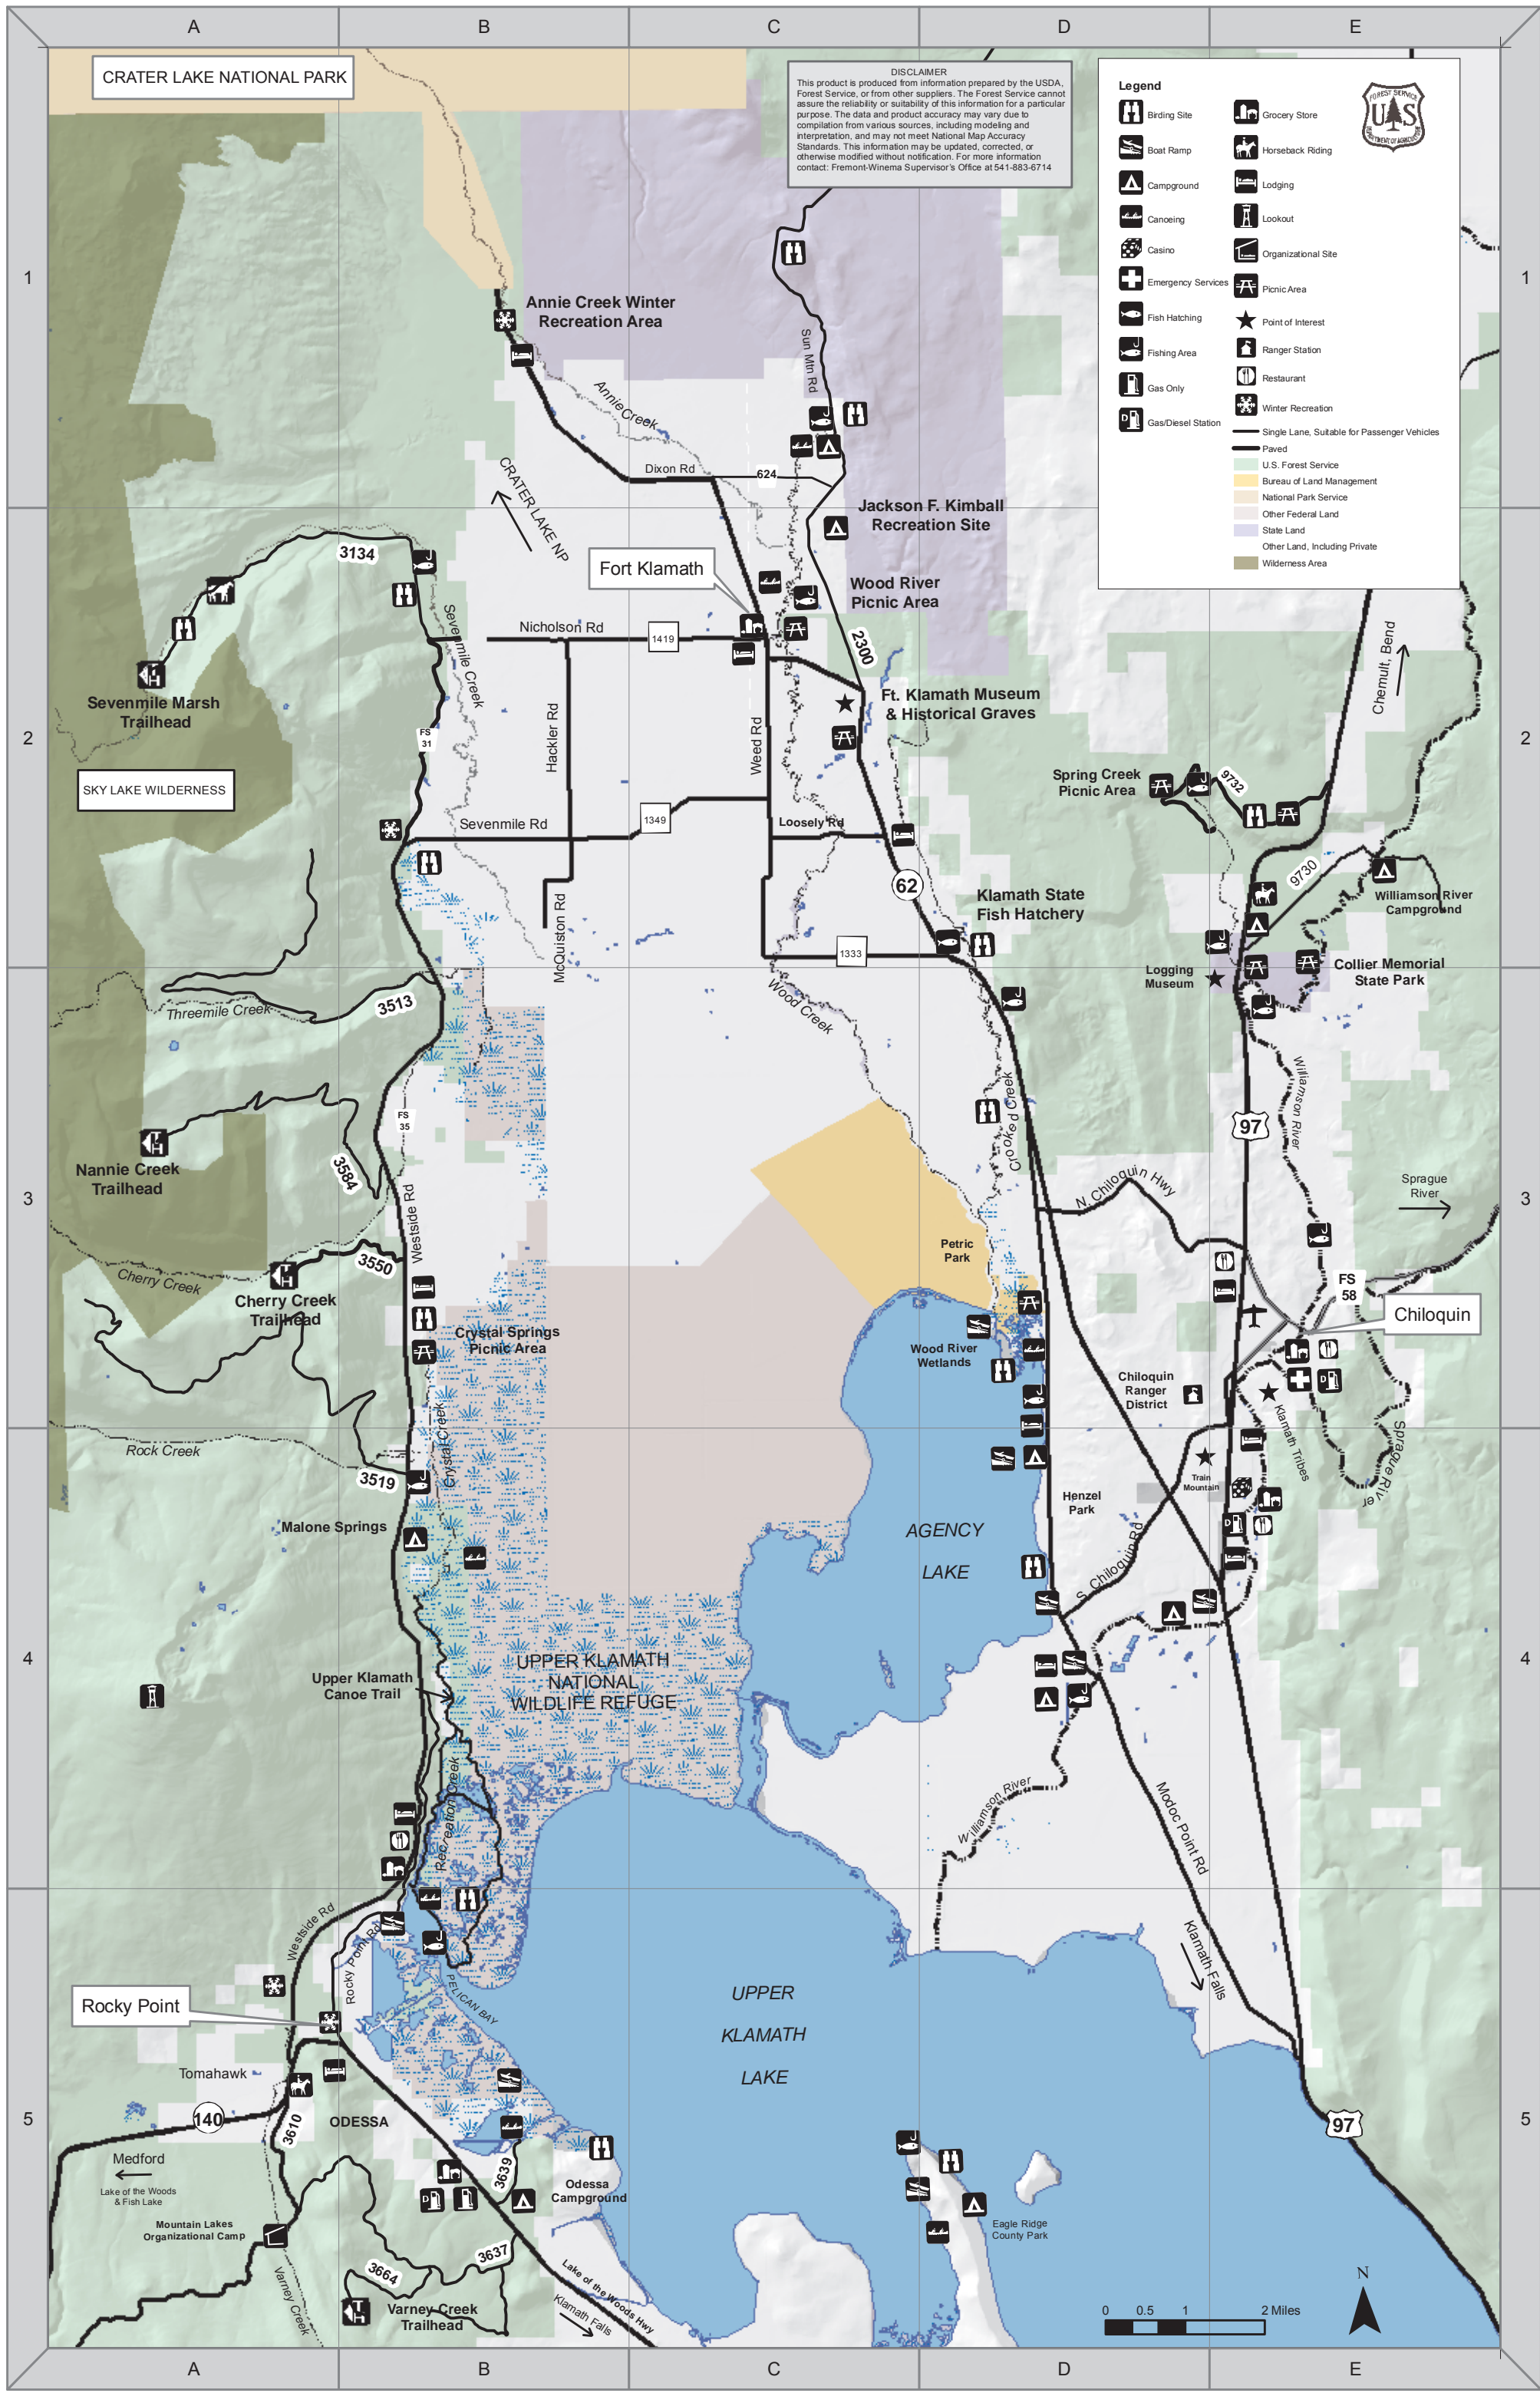 A
B
C
D
E
CRATER LAKE NATIONAL PARK
DISCLAIMER
This product is produced from information prepared by the USDA,
Forest Service, or from other suppliers. The Forest Service cannot
assure the reliability or suitability of this information for a particular
purpose. The data and product accuracy may vary due to
compilation from various sources, including modeling and
interpretation, and may not meet National Map Accuracy
Standards. This information may be updated, corrected, or
otherwise modified without notification. For more information
contact: Fremont-Winema Supervisor's Office at 541-883-6714
Legend
Birding Site
Boat Ramp
Campground
Canoeing
Casino
Emergency Services
Fish Hatching
Fishing Area
Gas Only
D
Gas/Diesel Station
Grocery Store
Horseback Riding
Lodging
Lookout
Organizational Site
Picnic Area
Point of Interest
Ranger Station
Restaurant
Winter Recreation
Single Lane, Suitable for Passenger Vehicles
Paved
U.S. Forest Service
Bureau of Land Management
National Park Service
Other Federal Land
State Land
Other Land, Including Private
Wilderness Area
FOREST SERVICE
U S
DEPARTMENT OF AGRICULTURE
1
1
Annie Creek Winter
Recreation Area
Sun Mtn Rd
AnnieCreek
Dixon Rd
624
CRATER LAKE NP
Jackson F. Kimball
Recreation Site
3134
Fort Klamath
Wood River
Picnic Area
Nicholson Rd
1419
2300
Sevenmile Creek
Chemult, Bend
TH
Sevenmile Marsh
Trailhead
Ft. Klamath Museum
& Historical Graves
FS
31
Hackler Rd
Weed Rd
2
2
SKY LAKE WILDERNESS
Spring Creek
Picnic Area
9732
Sevenmile Rd
1349
Loosely Rd
62
9730
Williamson River
Campground
Klamath State
Fish Hatchery
McQuiston Rd
1333
Logging
Museum
Collier Memorial
State Park
3513
Threemile Creek
Wood Creek
Crooked Creek
Williamson River
FS
35
97
TH
Nannie Creek
Trailhead
3584
N Chiloquin Hwy
Sprague
River
3
3
Westside Rd
3550
Petric
Park
TH
Cherry Creek
Cherry Creek
Trailhead
FS
58
Chiloquin
Crystal Springs
Picnic Area
Wood River
Wetlands
Chiloquin
Ranger
District
D
Klamath Tribes
Sprague River
Crystal Creek
Rock Creek
3519
Train
Mountain
Henzel
Park
Malone Springs
AGENCY
LAKE
D
S. Chiloquin Rd
4
4
UPPER KLAMATH
NATIONAL
WILDLIFE REFUGE
Upper Klamath
Canoe Trail
Recreation Creek
Williamson River
Modoc Point Rd
Westside Rd
Rocky Point Rd
Klamath Falls
PELICAN BAY
Rocky Point
UPPER
KLAMATH
LAKE
Tomahawk
5
5
140
3610
ODESSA
97
Medford
Lake of the Woods
& Fish Lake
D
3639
Odessa
Campground
Mountain Lakes
Organizational Camp
Eagle Ridge
County Park
Varney Creek
3664
3637
Lake of the Woods Hwy
Klamath Falls
TH
Varney Creek
Trailhead
N
0 0.5 1 2 Miles
A
B
C
D
E